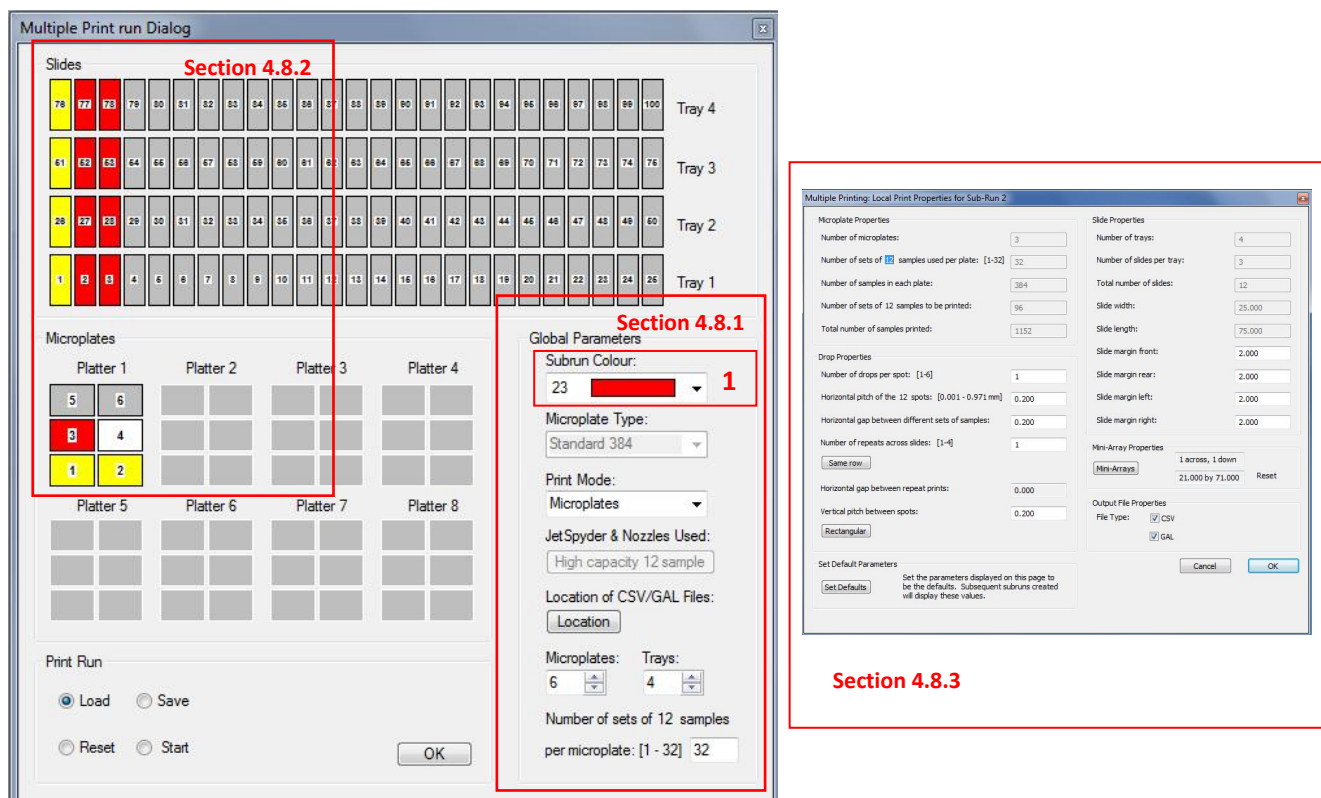 Multiple Print run Dialog
Slides
Section 4.8.2
76 77 78 79 80 81 82 83 84 85 86 87 88 89 90 91 92 93 94 95 96 97 98 99 100 Tray 4
51 52 53 54 55 56 57 58 59 60 61 62 63 64 65 66 67 68 69 70 71 72 73 74 75 Tray 3
26 27 28 29 30 31 32 33 34 35 36 37 38 39 40 41 42 43 44 45 46 47 48 49 50 Tray 2
1 2 3 4 5 6 7 8 9 10 11 12 13 14 15 16 17 18 19 20 21 22 23 24 25 Tray 1
Microplates
Platter 1 Platter 2 Platter 3 Platter 4
5 6
3 4
1 2
Platter 5 Platter 6 Platter 7 Platter 8
Print Run
Load Save
Reset Start
OK
Section 4.8.1
Global Parameters
Subrun Colour:
23 1
Microplate Type:
Standard 384
Print Mode:
Microplates
JetSpyder & Nozzles Used:
High capacity 12 sample
Location of CSV/GAL Files:
Location
Microplates: Trays:
6 4
Number of sets of 12 samples
per microplate: [1 - 32] 32
Multiple Printing: Local Print Properties for Sub-Run 2
Microplate Properties
Number of microplates: 3
Number of sets of 12 samples used per plate: [1-32] 32
Number of samples in each plate: 384
Number of sets of 12 samples to be printed: 96
Total number of samples printed: 1152
Drop Properties
Number of drops per spot: [1-6] 1
Horizontal pitch of the 12 spots: [0.001 - 0.971 mm] 0.200
Horizontal gap between different sets of samples: 0.200
Number of repeats across slides: [1-4] 1
Same row
Horizontal gap between repeat prints: 0.000
Vertical pitch between spots: 0.200
Rectangular
Set Default Parameters
Set Defaults
Set the parameters displayed on this page to
be the defaults. Subsequent subruns created
will display these values.
Slide Properties
Number of trays: 4
Number of slides per tray: 3
Total number of slides: 12
Slide width: 25.000
Slide length: 75.000
Slide margin front: 2.000
Slide margin rear: 2.000
Slide margin left: 2.000
Slide margin right: 2.000
Mini-Array Properties
Mini-Arrays
1 across, 1 down
21.000 by 71.000 Reset
Output File Properties
File Type: CSV
GAL
Cancel OK
Section 4.8.3